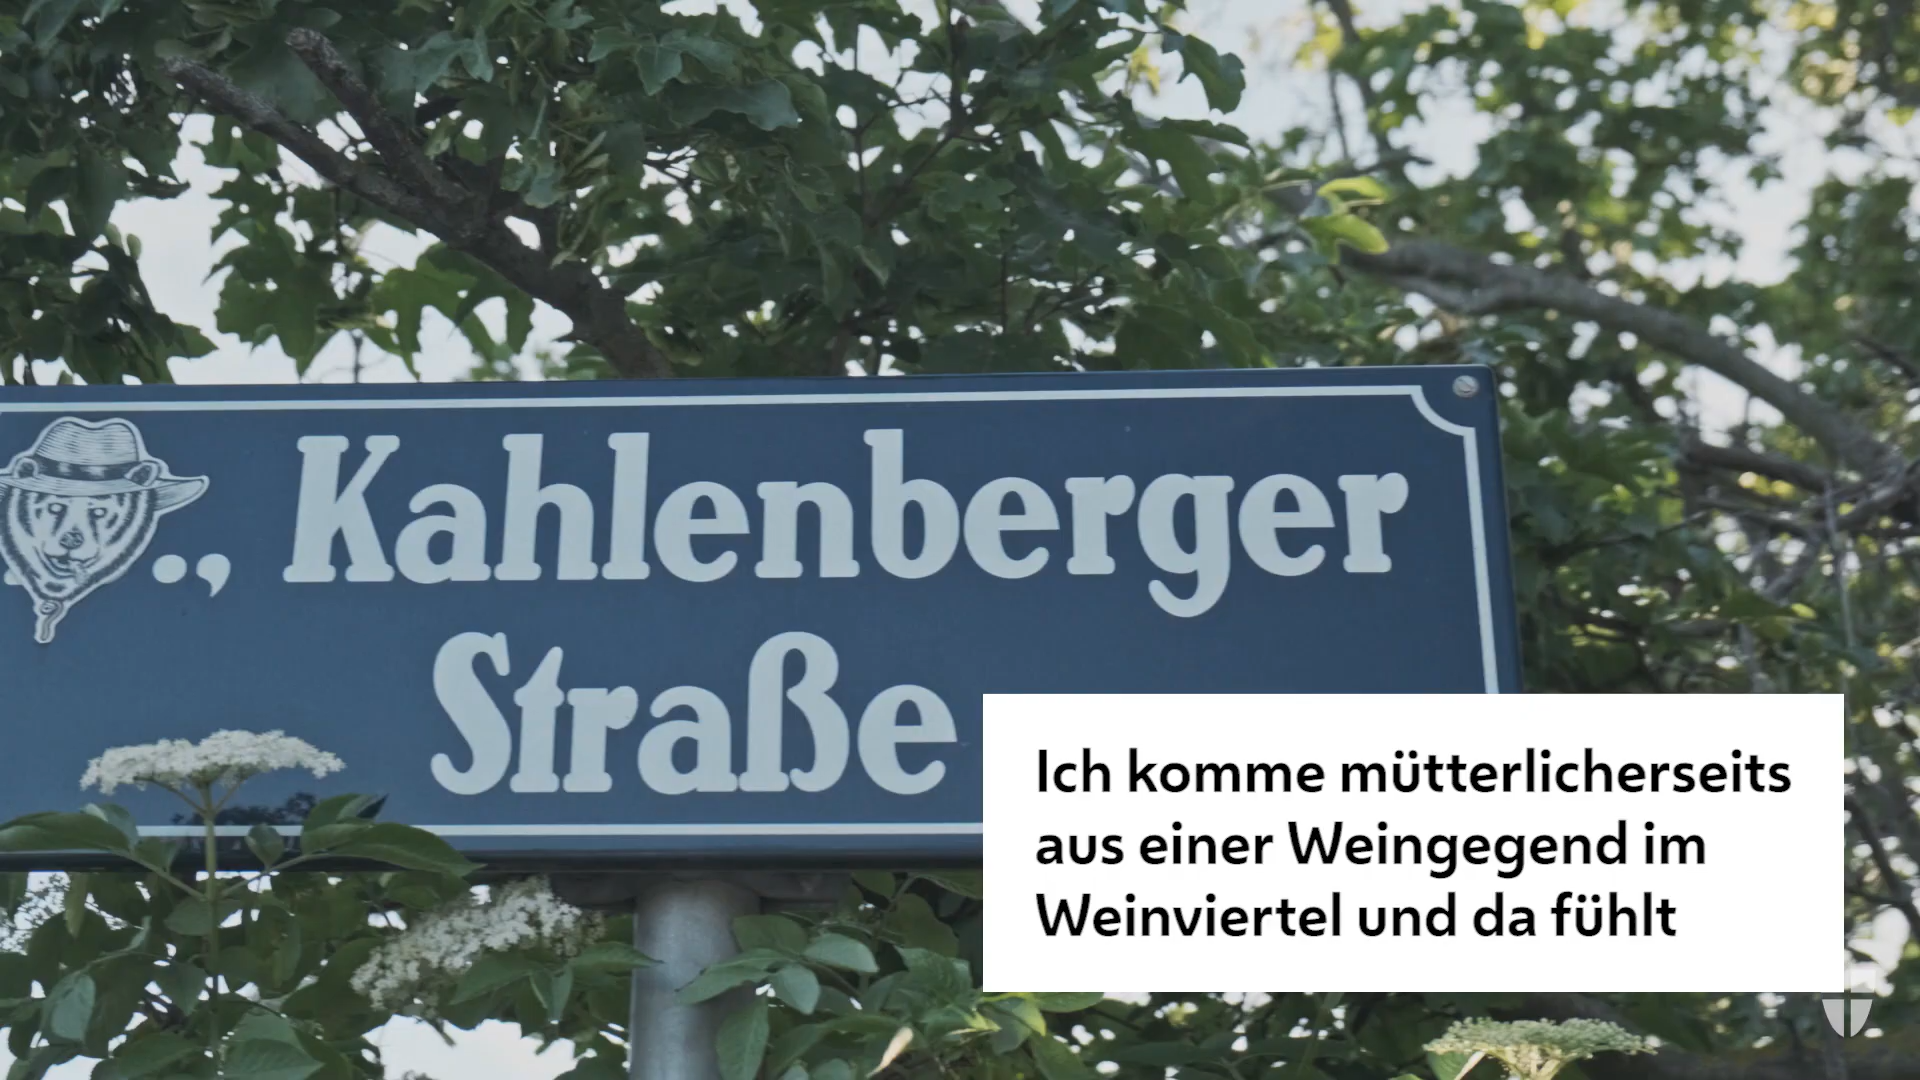 ., Kahlenberger
Straße
Ich komme mütterlicherseits
aus einer Weingegend im
Weinviertel und da fühlt